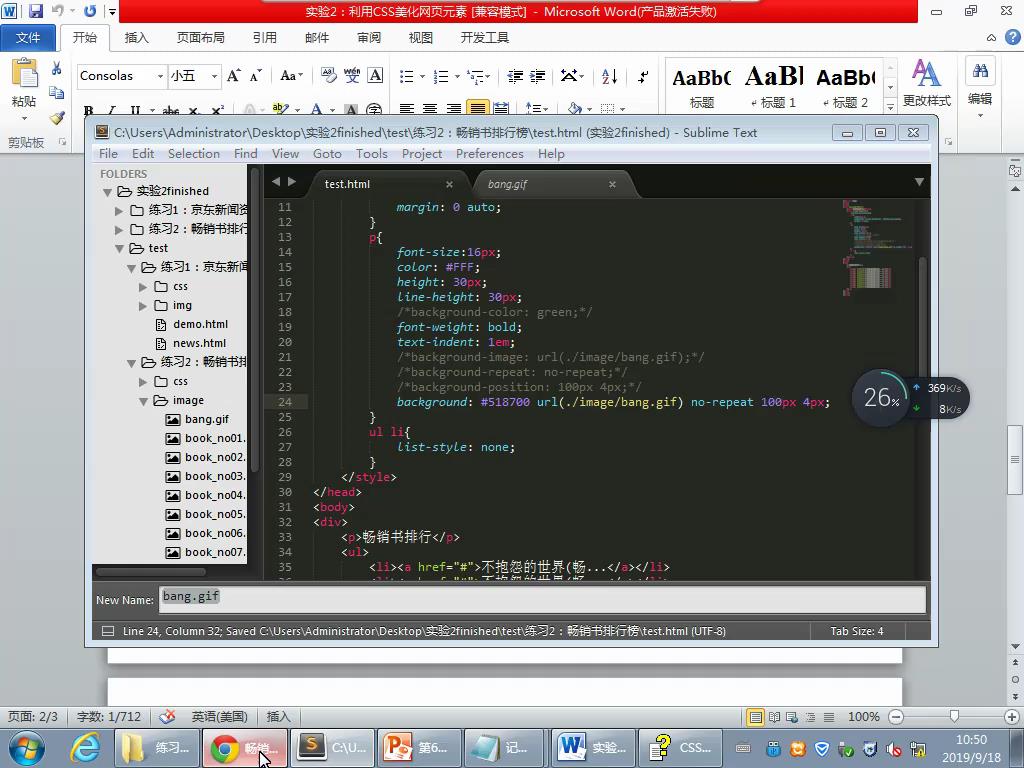 实验2：利用CSS美化网页元素 [兼容模式] - Microsoft Word(产品激活失败)
文件 开始 插入 页面布局 引用 邮件 审阅 视图 开发工具
Consolas 小五
粘贴
剪贴板
AaBbC AaBl AaBb
标题 标题 1 标题 2
更改样式 编辑
C:\Users\Administrator\Desktop\实验2finished\test\练习2：畅销书排行榜\test.html (实验2finished) - Sublime Text
File Edit Selection Find View Goto Tools Project Preferences Help
FOLDERS
实验2finished
练习1：京东新闻资
练习2：畅销书排行
test
练习1：京东新闻
css
img
demo.html
news.html
练习2：畅销书排
css
image
bang.gif
book_no01.
book_no02.
book_no03.
book_no04.
book_no05.
book_no06.
book_no07.
test.html × bang.gif ×
11 margin: 0 auto;
12 }
13 p{
14 font-size:16px;
15 color: #FFF;
16 height: 30px;
17 line-height: 30px;
18 /*background-color: green;*/
19 font-weight: bold;
20 text-indent: 1em;
21 /*background-image: url(./image/bang.gif);*/
22 /*background-repeat: no-repeat;*/
23 /*background-position: 100px 4px;*/
24 background: #518700 url(./image/bang.gif) no-repeat 100px 4px;
25 }
26 ul li{
27 list-style: none;
28 }
29 </style>
30 </head>
31 <body>
32 <div>
33 <p>畅销书排行</p>
34 <ul>
35 <li><a href="#">不抱怨的世界(畅...</a></li>
26%
369K/s
8K/s
New Name: bang.gif
Line 24, Column 32; Saved C:\Users\Administrator\Desktop\实验2finished\test\练习2：畅销书排行榜\test.html (UTF-8) Tab Size: 4
页面: 2/3 字数: 1/712 英语(美国) 插入 100%
练习... 畅销... C:\U... 第6... 记... 实验... CSS...
10:50
2019/9/18